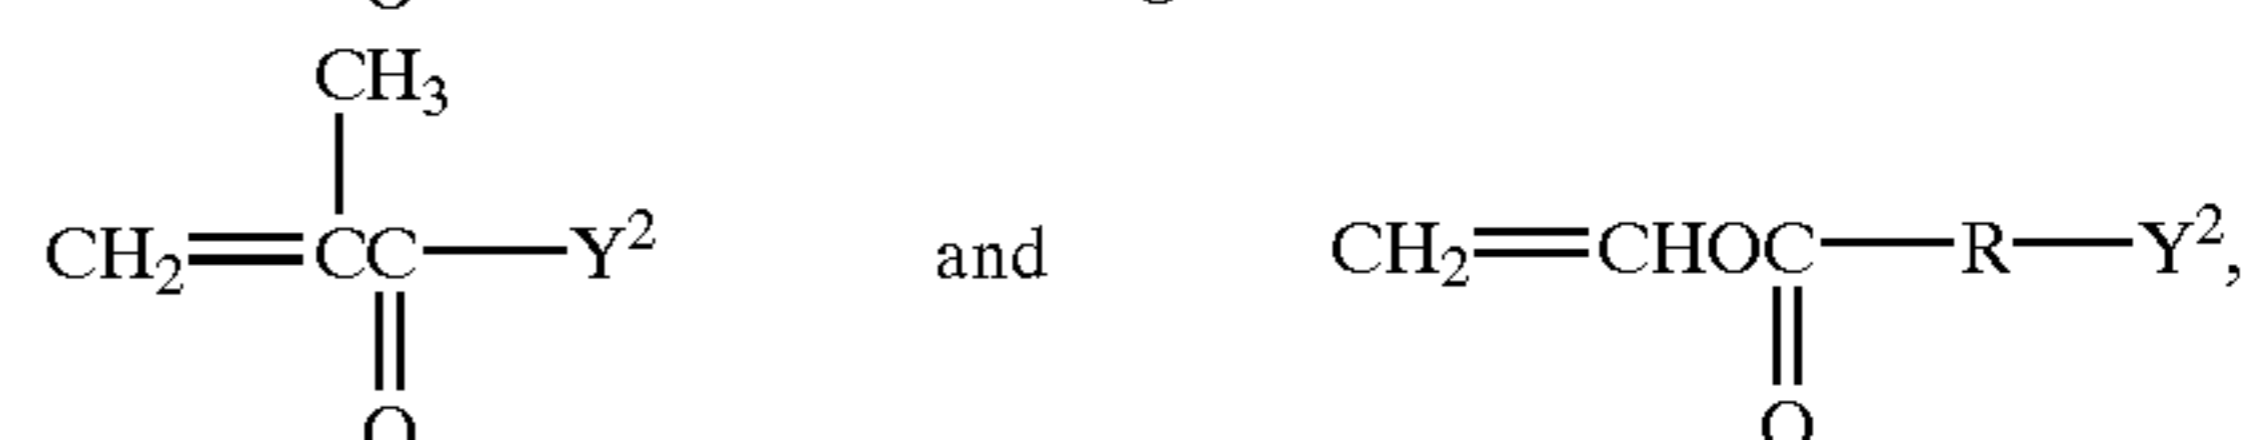 CH3
CH2=CC—Y2 and CH2=CHOC—R—Y2,
O O